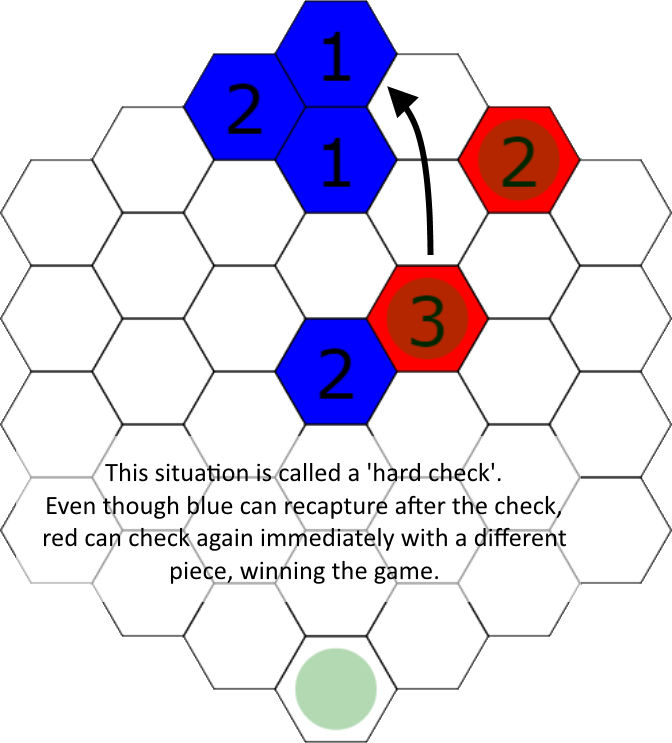 1
2
1
2
3
2
This situation is called a 'hard check'.
Even though blue can recapture after the check,
red can check again immediately with a different
piece, winning the game.